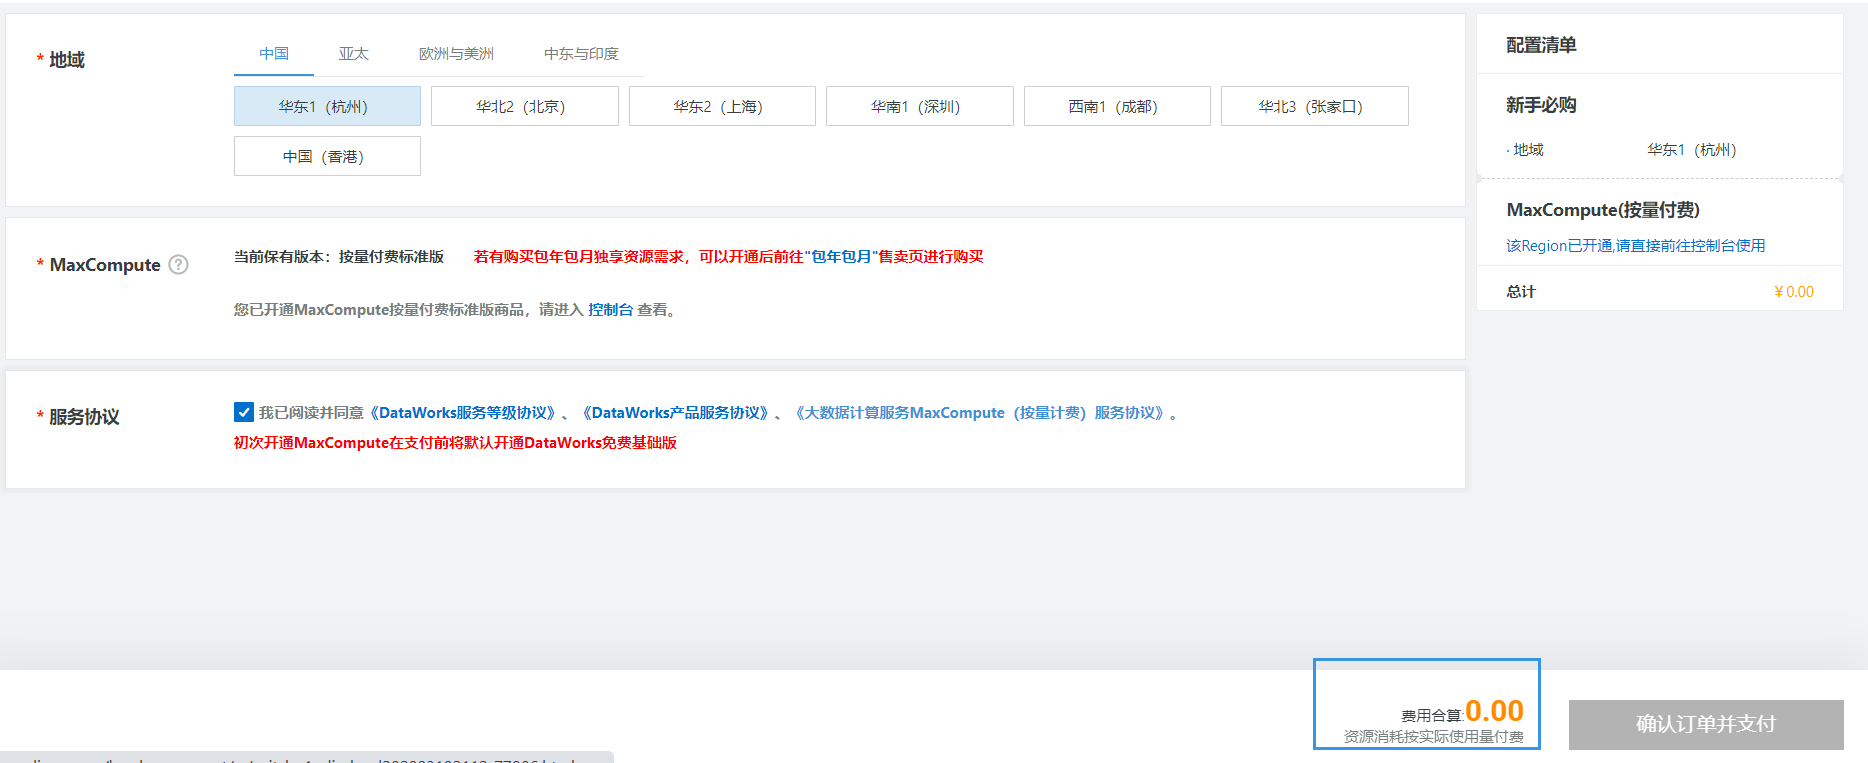 * 地域
中国 亚太 欧洲与美洲 中东与印度
华东1（杭州） 华北2（北京） 华东2（上海） 华南1（深圳） 西南1（成都） 华北3（张家口）
中国（香港）
* MaxCompute ?
当前保有版本：按量付费标准版 若有购买包年包月独享资源需求，可以开通后前往"包年包月"售卖页进行购买
您已开通MaxCompute按量付费标准版商品，请进入 控制台 查看。
* 服务协议
我已阅读并同意《DataWorks服务等级协议》、《DataWorks产品服务协议》、《大数据计算服务MaxCompute（按量计费）服务协议》。
初次开通MaxCompute在支付前将默认开通DataWorks免费基础版
配置清单
新手必购
· 地域 华东1（杭州）
MaxCompute(按量付费)
该Region已开通,请直接前往控制台使用
总计 ¥ 0.00
费用合算:0.00
资源消耗按实际使用量付费
确认订单并支付